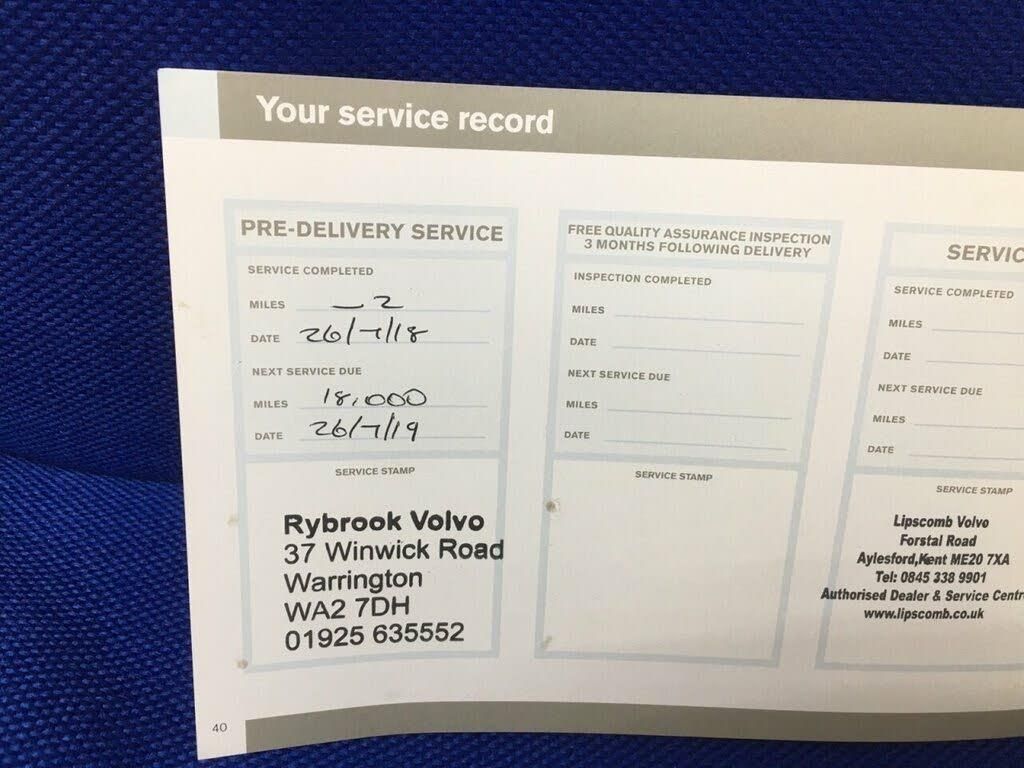 Your service record
PRE-DELIVERY SERVICE
SERVICE COMPLETED
MILES – 2
DATE 26/7/18
NEXT SERVICE DUE
MILES 18,000
DATE 26/7/19
SERVICE STAMP
Rybrook Volvo
37 Winwick Road
Warrington
WA2 7DH
01925 635552
FREE QUALITY ASSURANCE INSPECTION
3 MONTHS FOLLOWING DELIVERY
INSPECTION COMPLETED
MILES
DATE
NEXT SERVICE DUE
MILES
DATE
SERVICE STAMP
SERVIC
SERVICE COMPLETED
MILES
DATE
NEXT SERVICE DUE
MILES
DATE
SERVICE STAMP
Lipscomb Volvo
Forstal Road
Aylesford,Kent ME20 7XA
Tel: 0845 338 9901
Authorised Dealer & Service Centr
www.lipscomb.co.uk
40